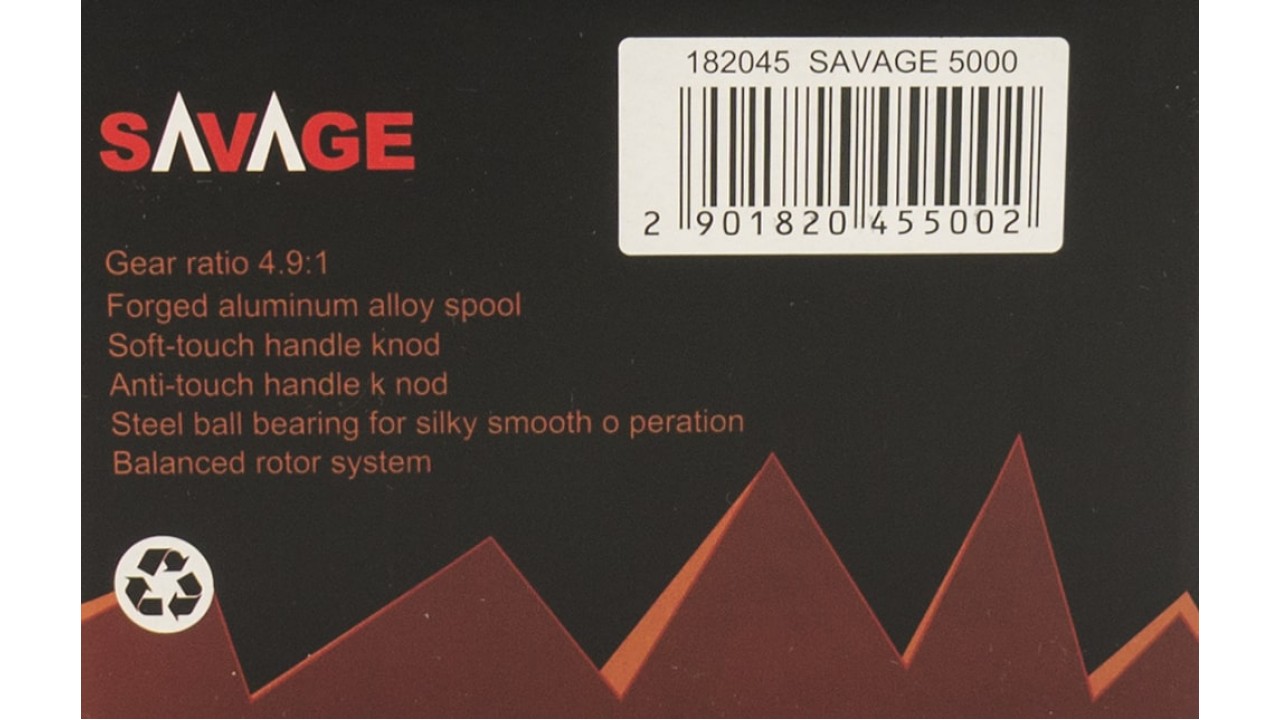 182045 SAVAGE 5000
2 901820 455002
SAVAGE
Gear ratio 4.9:1
Forged aluminum alloy spool
Soft-touch handle knod
Anti-touch handle k nod
Steel ball bearing for silky smooth o peration
Balanced rotor system